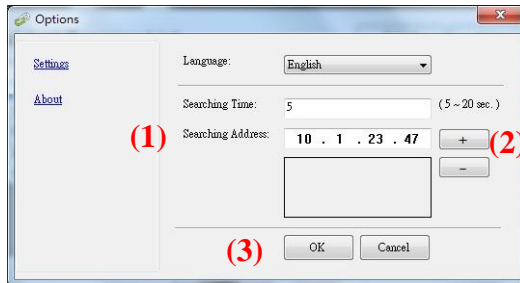 Options
x
Settings
About
Language:
English
Searching Time:
5
(5 ~ 20 sec.)
(1)
Searching Address:
10 . 1 . 23 . 47
+
(2)
-
(3)
OK
Cancel